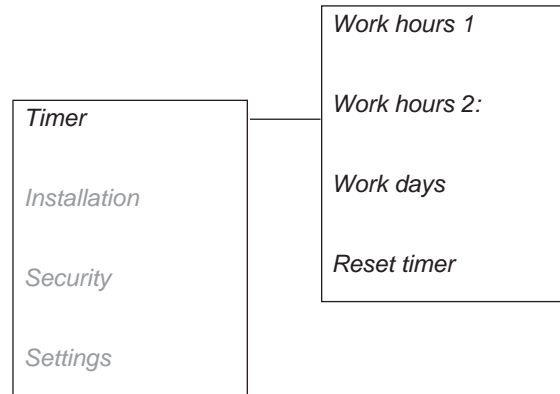 Timer
Installation
Security
Settings
Work hours 1
Work hours 2:
Work days
Reset timer